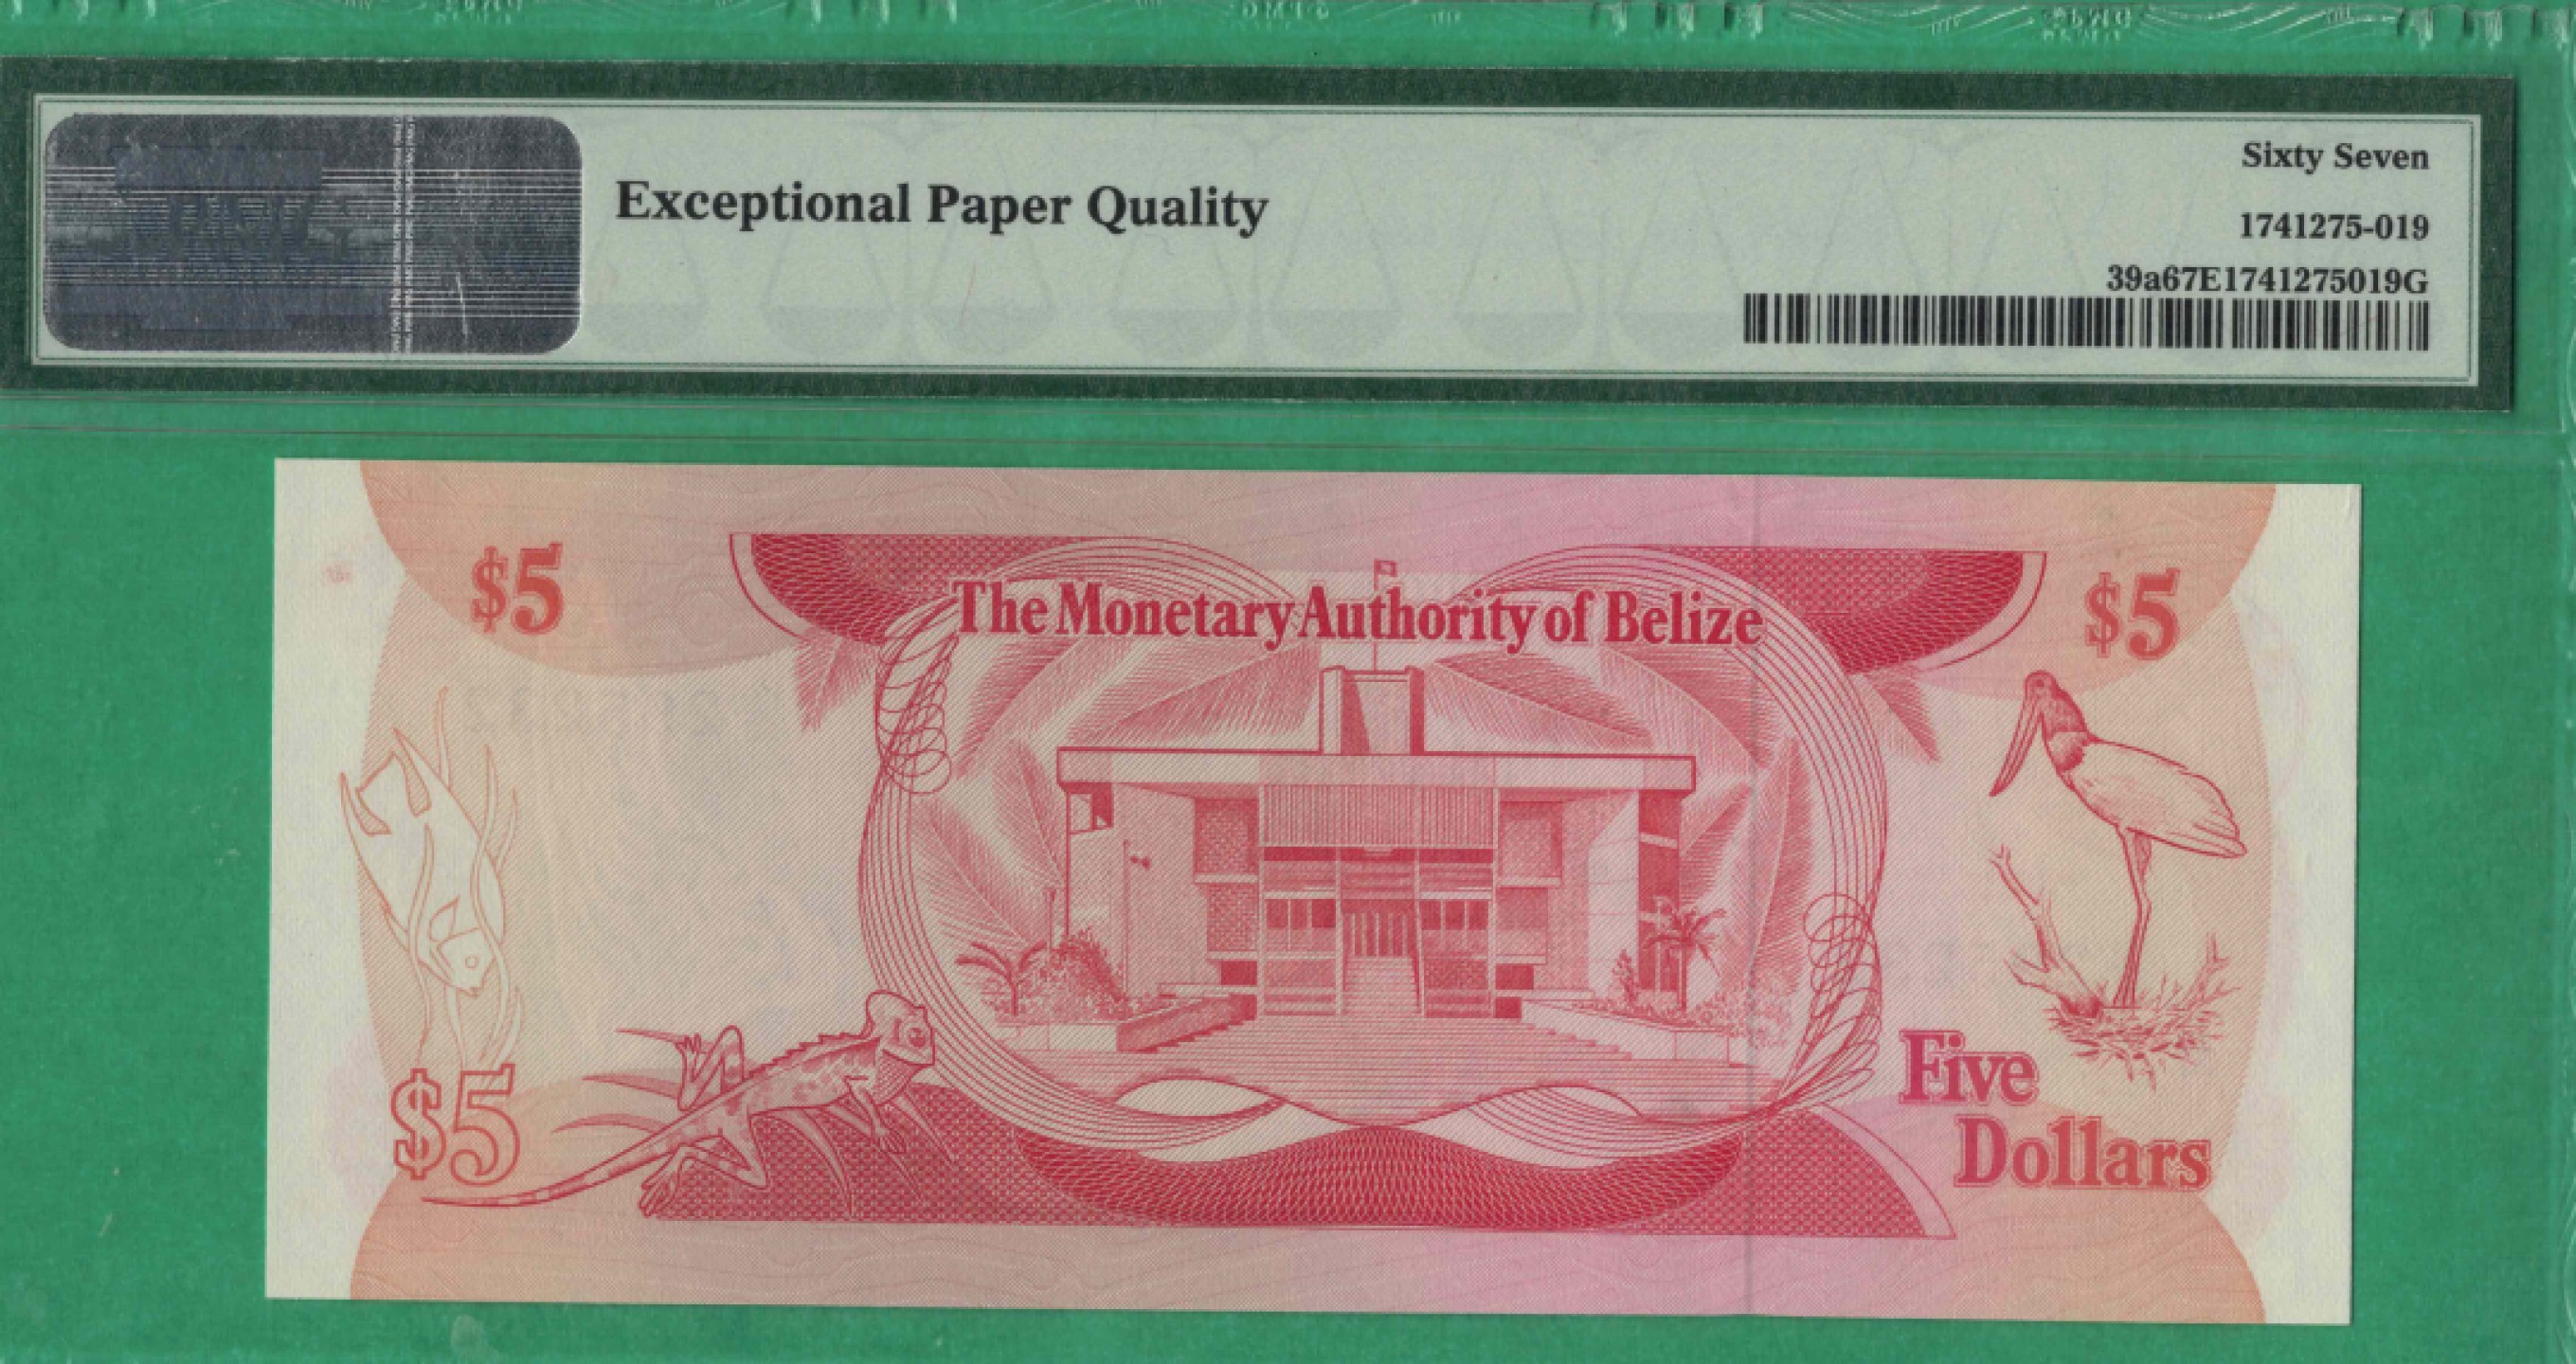 Exceptional Paper Quality
Sixty Seven
1741275-019
39a67E1741275019G
$5
The Monetary Authority of Belize
$5
Five
Dollars
$5